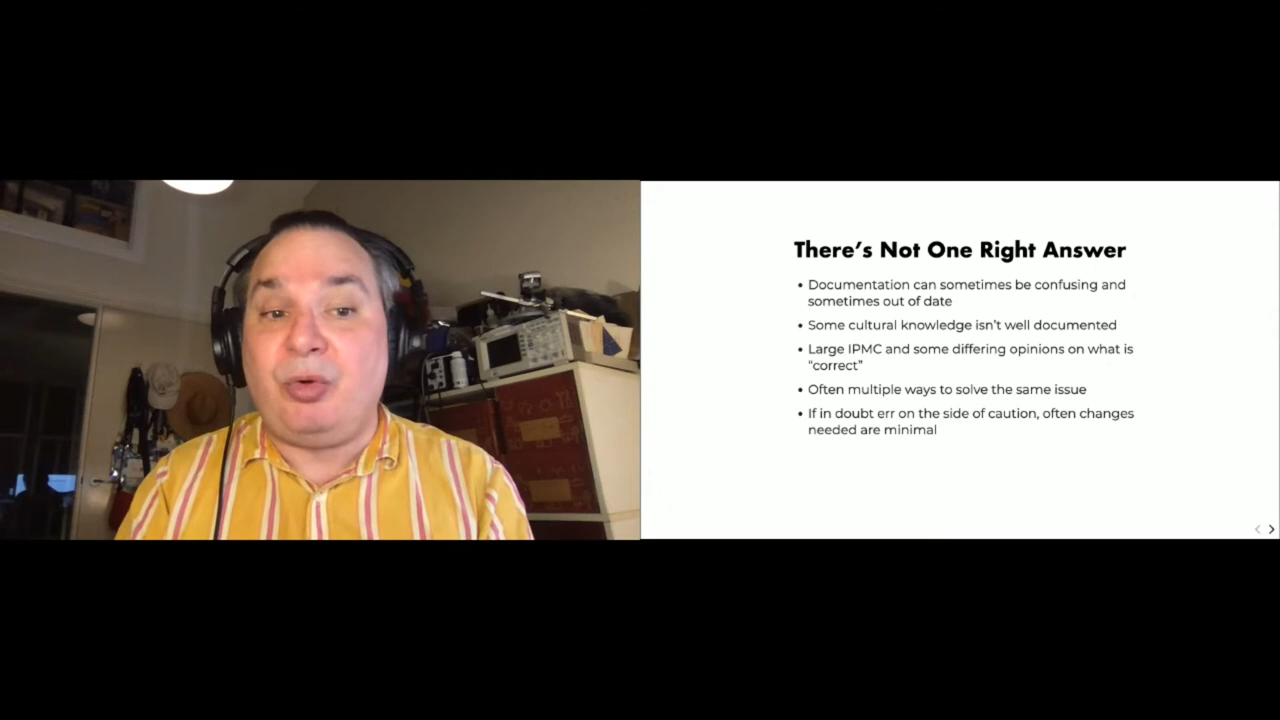 There’s Not One Right Answer
• Documentation can sometimes be confusing and
sometimes out of date
• Some cultural knowledge isn’t well documented
• Large IPMC and some differing opinions on what is
“correct”
• Often multiple ways to solve the same issue
• If in doubt err on the side of caution, often changes
needed are minimal